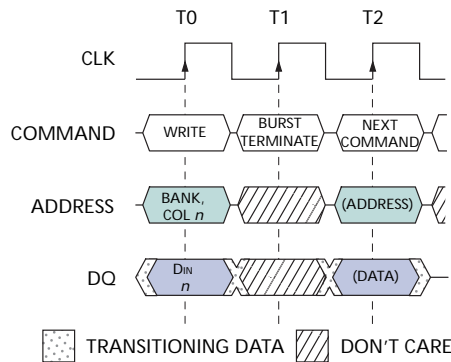 T0 T1 T2
CLK
COMMAND WRITE BURST TERMINATE NEXT COMMAND
ADDRESS BANK, COL n (ADDRESS)
DQ DIN n (DATA)
TRANSITIONING DATA DON'T CARE